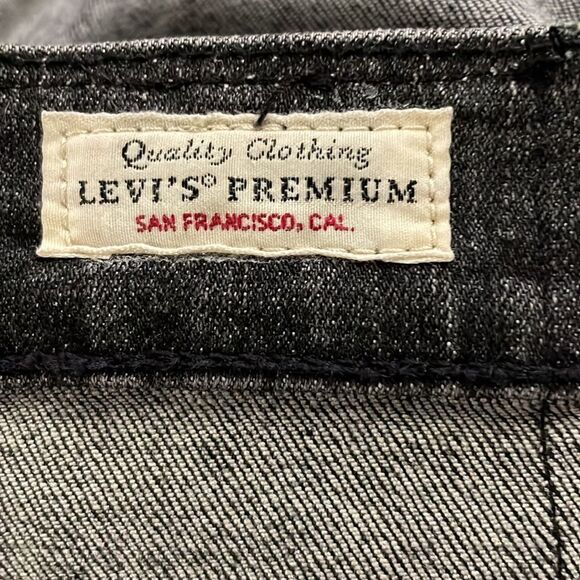 Quality Clothing
LEVI'S® PREMIUM
SAN FRANCISCO, CAL.